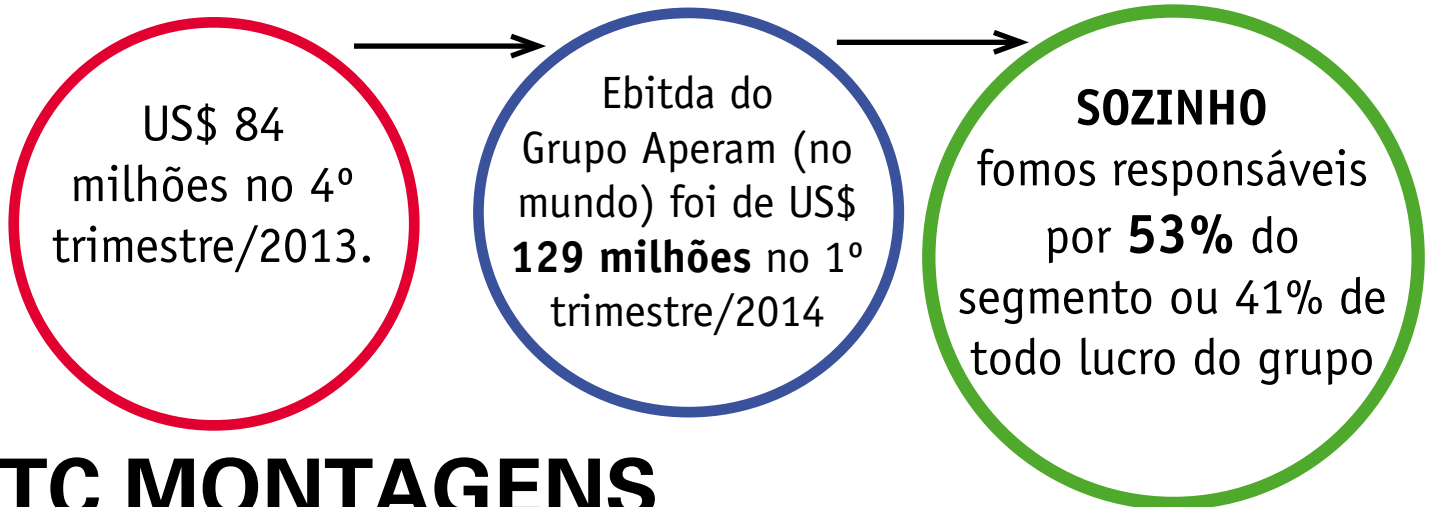 US$ 84
milhões no 4º
trimestre/2013.
Ebitda do
Grupo Aperam (no
mundo) foi de US$
129 milhões no 1º
trimestre/2014
SOZINHO
fomos responsáveis
por 53% do
segmento ou 41% de
todo lucro do grupo
TC MONTAGENS